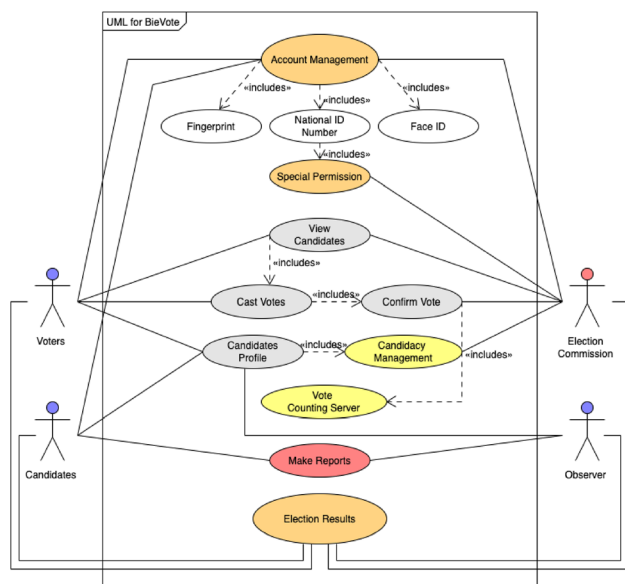 UML for BieVote
Account Management
«includes»
«includes»
«includes»
Fingerprint
National ID
Number
Face ID
«includes»
Special Permission
View
Candidates
«includes»
Cast Votes
«includes»
Confirm Vote
Voters
Election
Commission
Candidates
Profile
«includes»
Candidacy
Management
«includes»
Vote
Counting Server
Candidates
Make Reports
Observer
Election Results